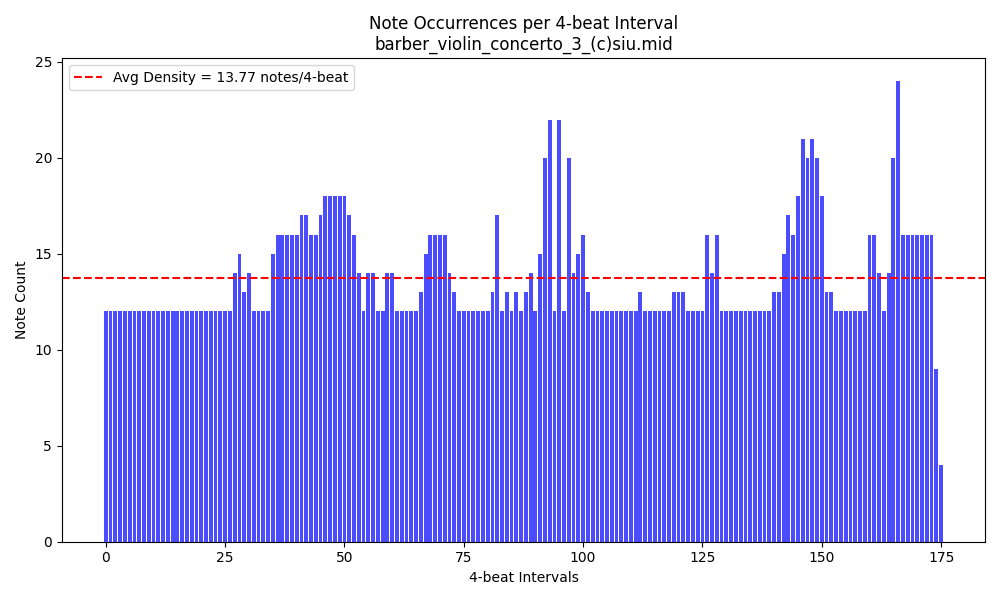 Note Occurrences per 4-beat Interval
barber_violin_concerto_3_(c)siu.mid
Avg Density = 13.77 notes/4-beat
Note Count
25
20
15
10
5
0
0 25 50 75 100 125 150 175
4-beat Intervals